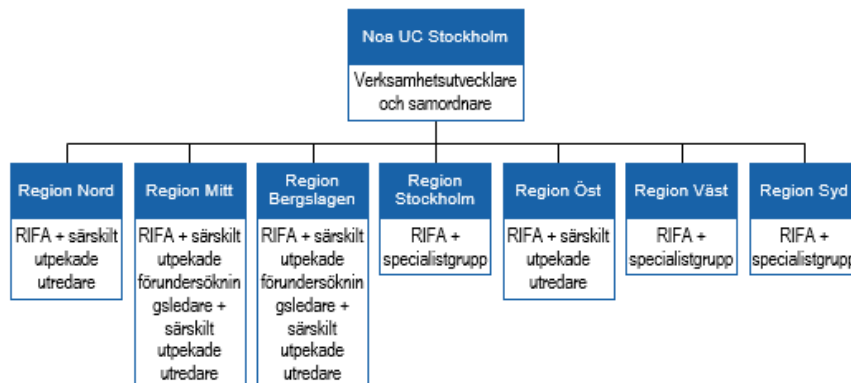 Noa UC Stockholm
Verksamhetsutvecklare
och samordnare
Region Nord
RIFA + särskilt
utpekade
utredare
Region Mitt
RIFA + särskilt
utpekade
förundersöknin
gsledare +
särskilt
utpekade
utredare
Region
Bergslagen
RIFA + särskilt
utpekade
förundersöknin
gsledare +
särskilt
utpekade
utredare
Region
Stockholm
RIFA +
specialistgrupp
Region Öst
RIFA + särskilt
utpekade
utredare
Region Väst
RIFA +
specialistgrupp
Region Syd
RIFA +
specialistgrupp